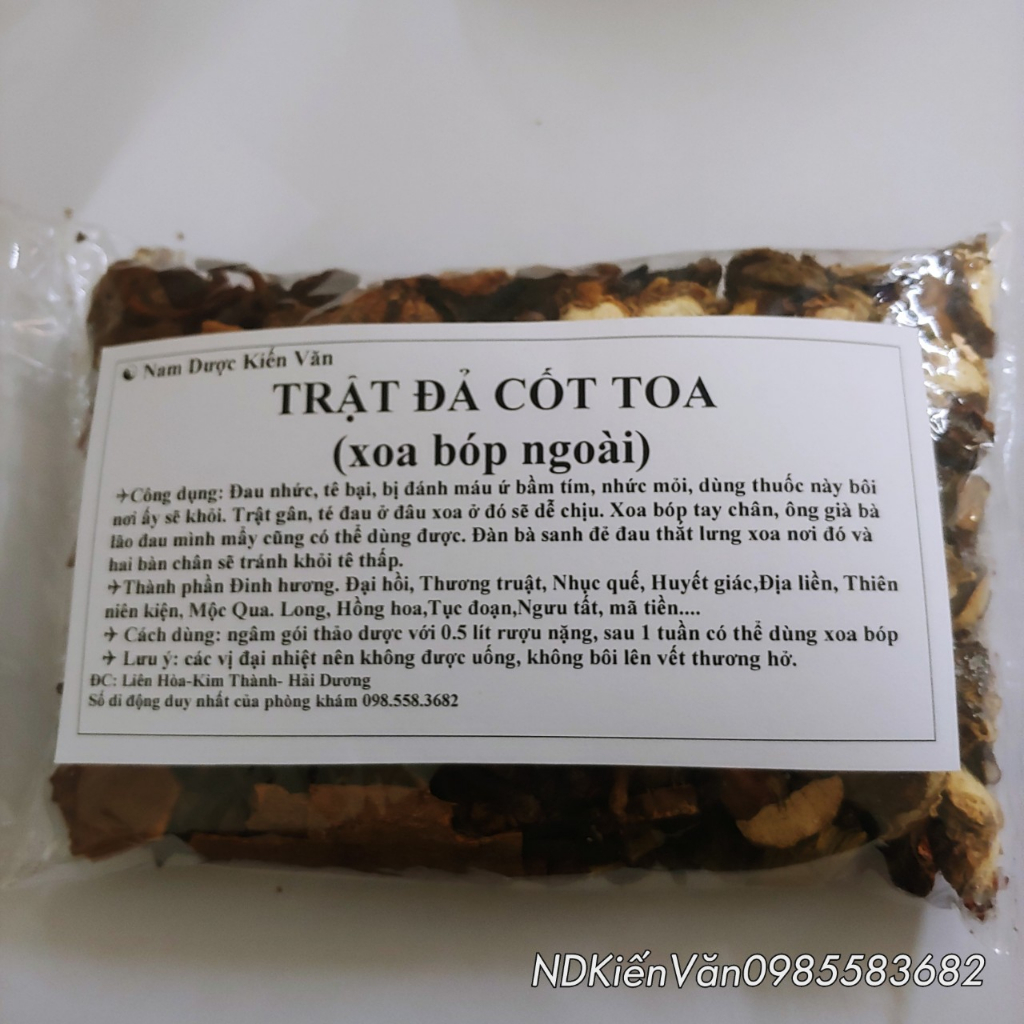 Nam Dược Kiến Văn
TRẬT ĐẢ CỐT TOA
(xoa bóp ngoài)
✈Công dụng: Đau nhức, tê bại, bị đánh máu ứ bầm tím, nhức mỏi, dùng thuốc này bôi
nơi ấy sẽ khỏi. Trật gân, té đau ở đâu xoa ở đó sẽ dễ chịu. Xoa bóp tay chân, ông già bà
lão đau mình mẩy cũng có thể dùng được. Đàn bà sanh đẻ đau thắt lưng xoa nơi đó và
hai bàn chân sẽ tránh khỏi tê thấp.
✈Thành phần Đinh hương. Đại hồi, Thương truật, Nhục quế, Huyết giác,Địa liền, Thiên
niên kiện, Mộc Qua. Long, Hồng hoa,Tục đoạn,Ngưu tất, mã tiền....
✈ Cách dùng: ngâm gói thảo dược với 0.5 lít rượu nặng, sau 1 tuần có thể dùng xoa bóp
✈ Lưu ý: các vị đại nhiệt nên không được uống, không bôi lên vết thương hở.
ĐC: Liên Hòa-Kim Thành- Hải Dương
Số di động duy nhất của phòng khám 098.558.3682
NDKiếnVăn0985583682